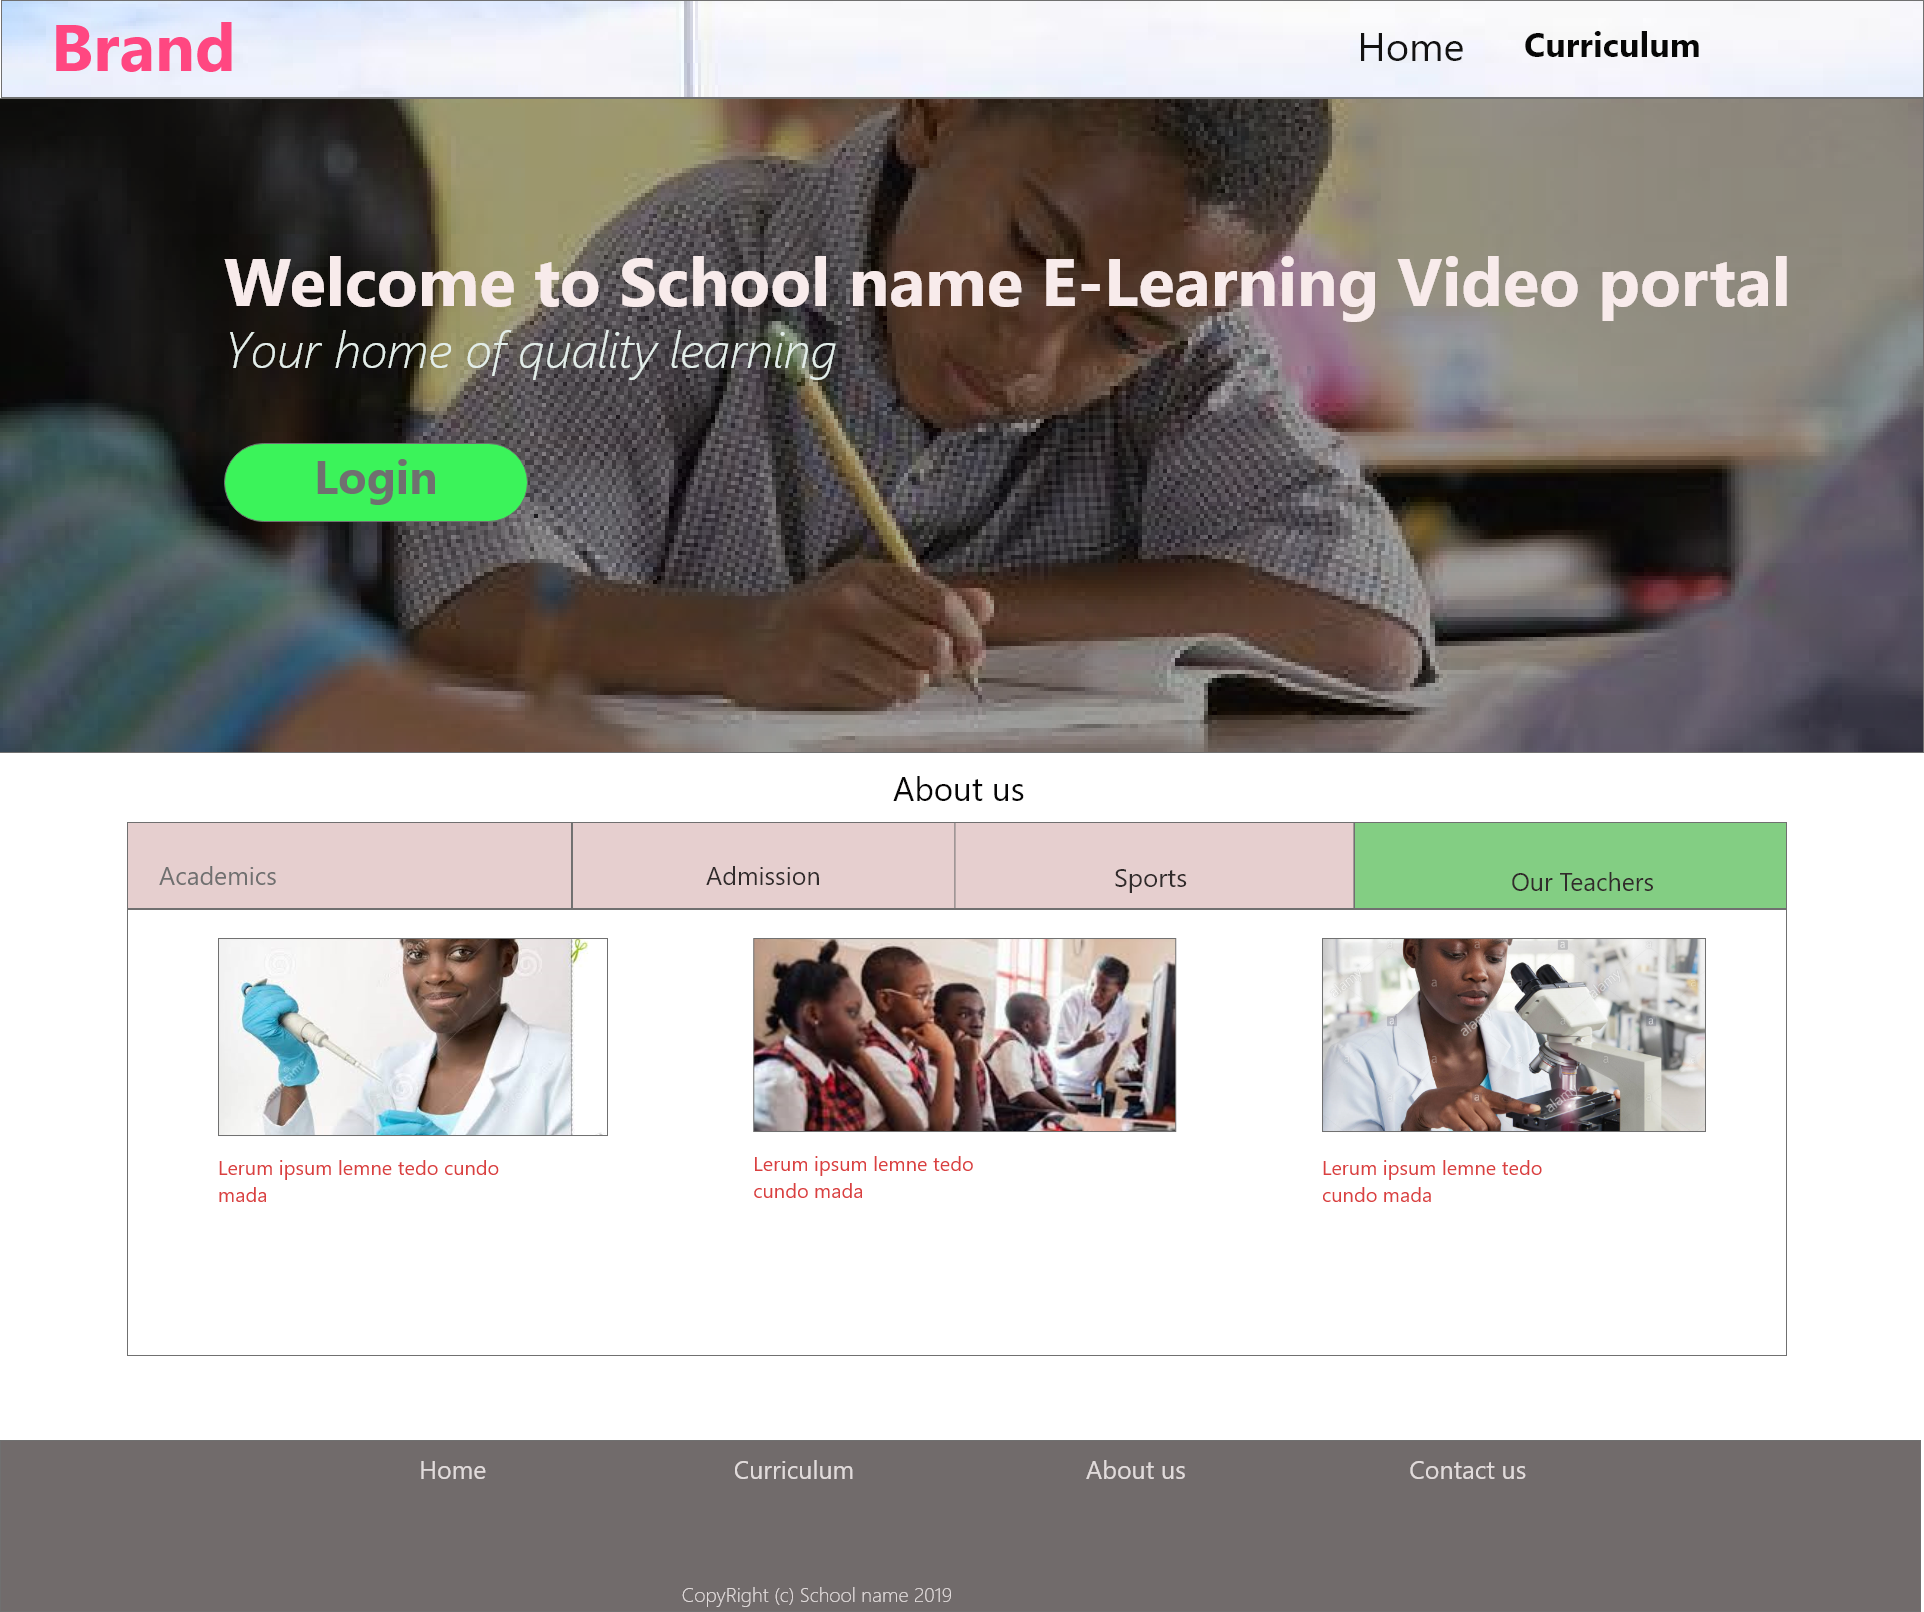 Brand
Home
Curriculum
Welcome to School name E-Learning Video portal
Your home of quality learning
Login
About us
Academics
Admission
Sports
Our Teachers
Lerum ipsum lemne tedo cundo
mada
Lerum ipsum lemne tedo
cundo mada
alamy
a
Lerum ipsum lemne tedo
cundo mada
Home
Curriculum
About us
Contact us
CopyRight (c) School name 2019